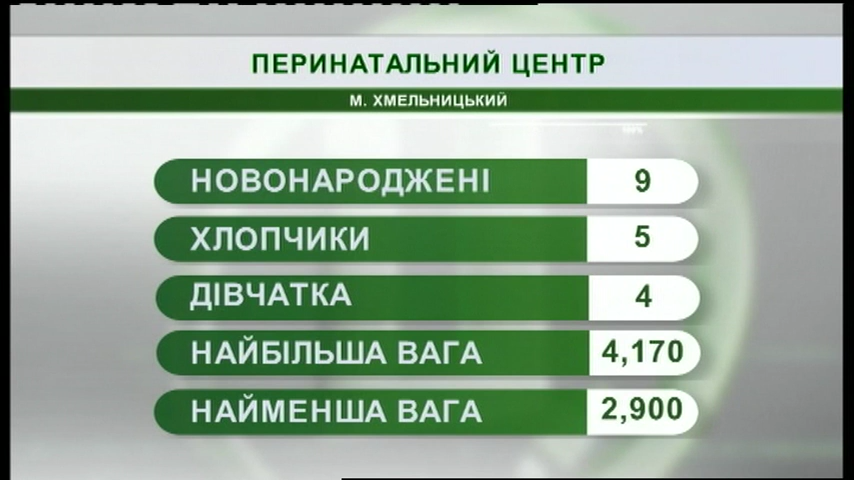 ПЕРИНАТАЛЬНИЙ ЦЕНТР
М. ХМЕЛЬНИЦЬКИЙ
НОВОНАРОДЖЕНІ 9
ХЛОПЧИКИ 5
ДІВЧАТКА 4
НАЙБІЛЬША ВАГА 4,170
НАЙМЕНША ВАГА 2,900